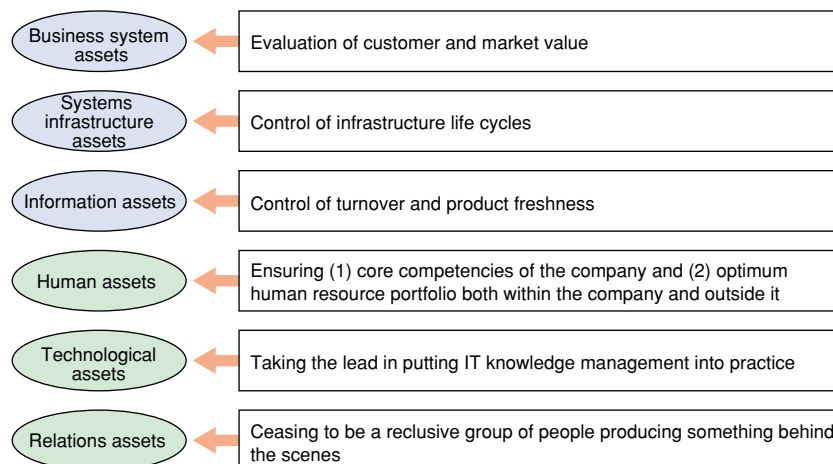 Business system
assets
Evaluation of customer and market value
Systems
infrastructure
assets
Control of infrastructure life cycles
Information assets
Control of turnover and product freshness
Human assets
Ensuring (1) core competencies of the company and (2) optimum
human resource portfolio both within the company and outside it
Technological
assets
Taking the lead in putting IT knowledge management into practice
Relations assets
Ceasing to be a reclusive group of people producing something behind
the scenes